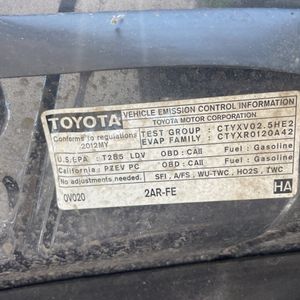 TOYOTA VEHICLE EMISSION CONTROL INFORMATION
TOYOTA MOTOR CORPORATION
Conforms to regulations : 2012MY
TEST GROUP : CTYXV02.5HE2
EVAP FAMILY : CTYXR0120A42
U.S.EPA : T2B5 LDV OBD : CAII Fuel : Gasoline
California : PZEV PC OBD : CAII Fuel : Gasoline
No adjustments needed. SFI, A/FS, WU-TWC, HO2S, TWC
0V020 2AR-FE HA